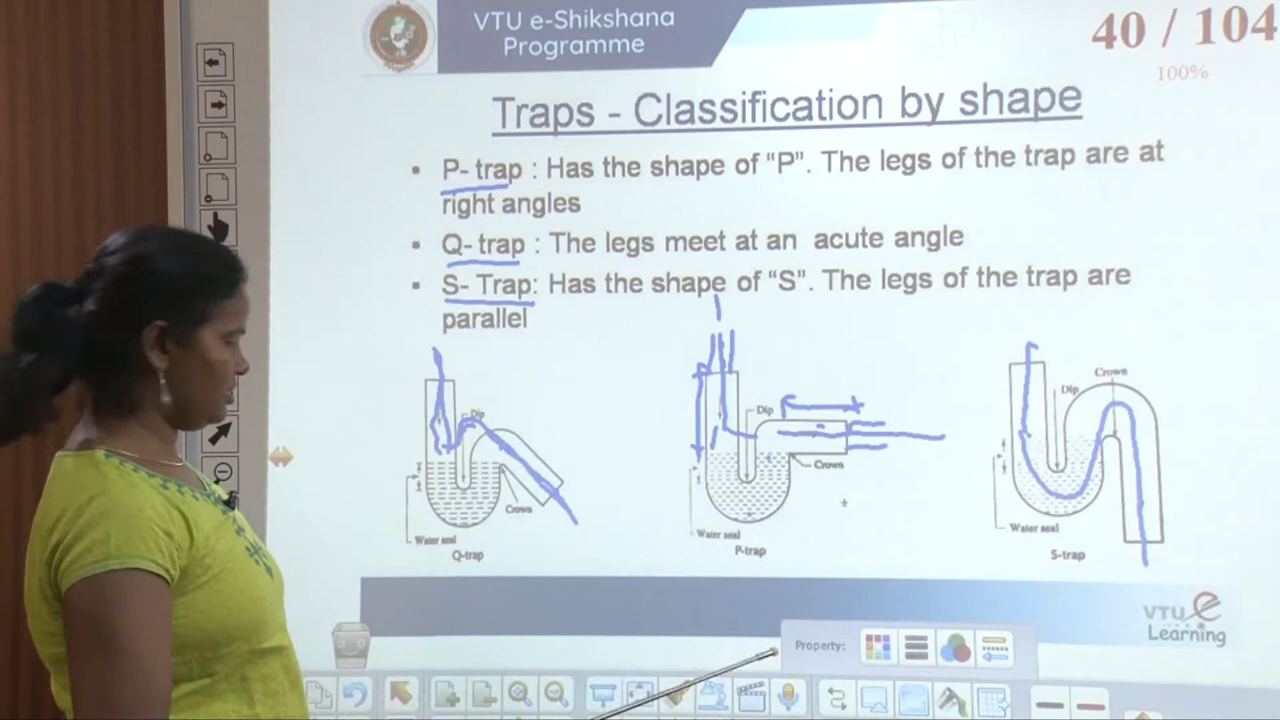 VTU e-Shikshana
Programme
40 / 104
100%
Traps - Classification by shape
• P- trap : Has the shape of “P”. The legs of the trap are at
right angles
• Q- trap : The legs meet at an acute angle
• S- Trap: Has the shape of “S”. The legs of the trap are
parallel
Dip
Crown
Water seal
Q-trap
Dip
Crown
Water seal
P-trap
Crown
Dip
Water seal
S-trap
VTU e
Learning
Property: